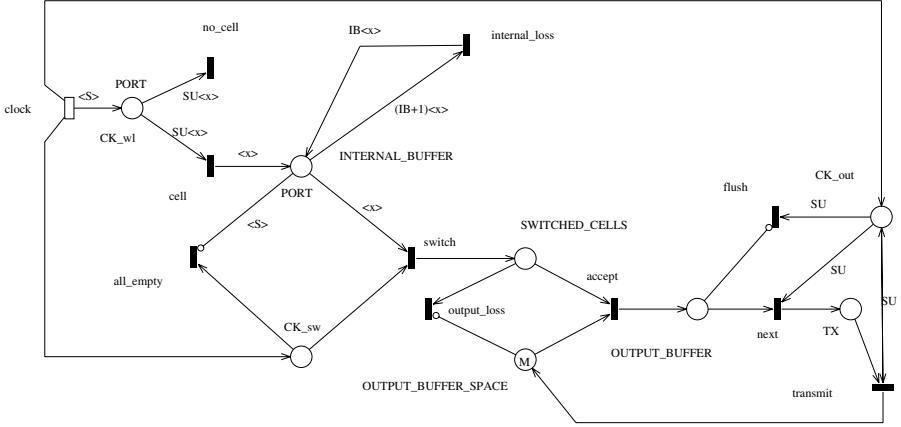 no_cell
IB<x>
internal_loss
PORT
<S>
SU<x>
clock
(IB+1)<x>
SU<x>
CK_wl
<x>
INTERNAL_BUFFER
cell
PORT
flush
CK_out
SU
<x>
<S>
SWITCHED_CELLS
switch
all_empty
accept
SU
SU
output_loss
CK_sw
next
TX
OUTPUT_BUFFER
M
OUTPUT_BUFFER_SPACE
transmit